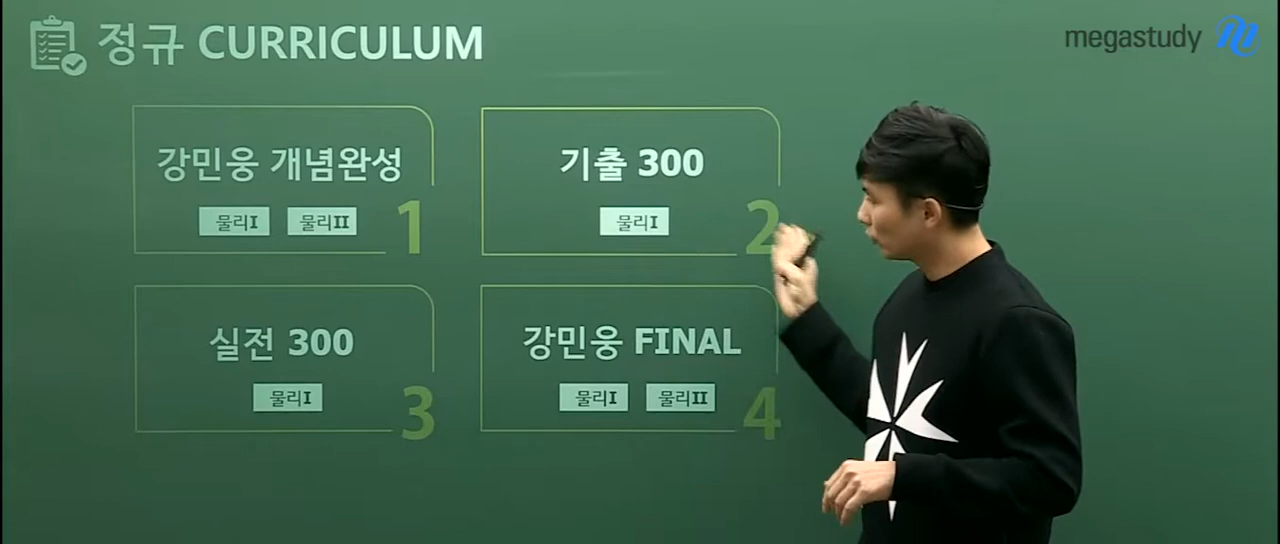 정규 CURRICULUM
megastudy
강민웅 개념완성
물리I 물리II
1
기출 300
물리I
2
실전 300
물리I
3
강민웅 FINAL
물리I 물리II
4